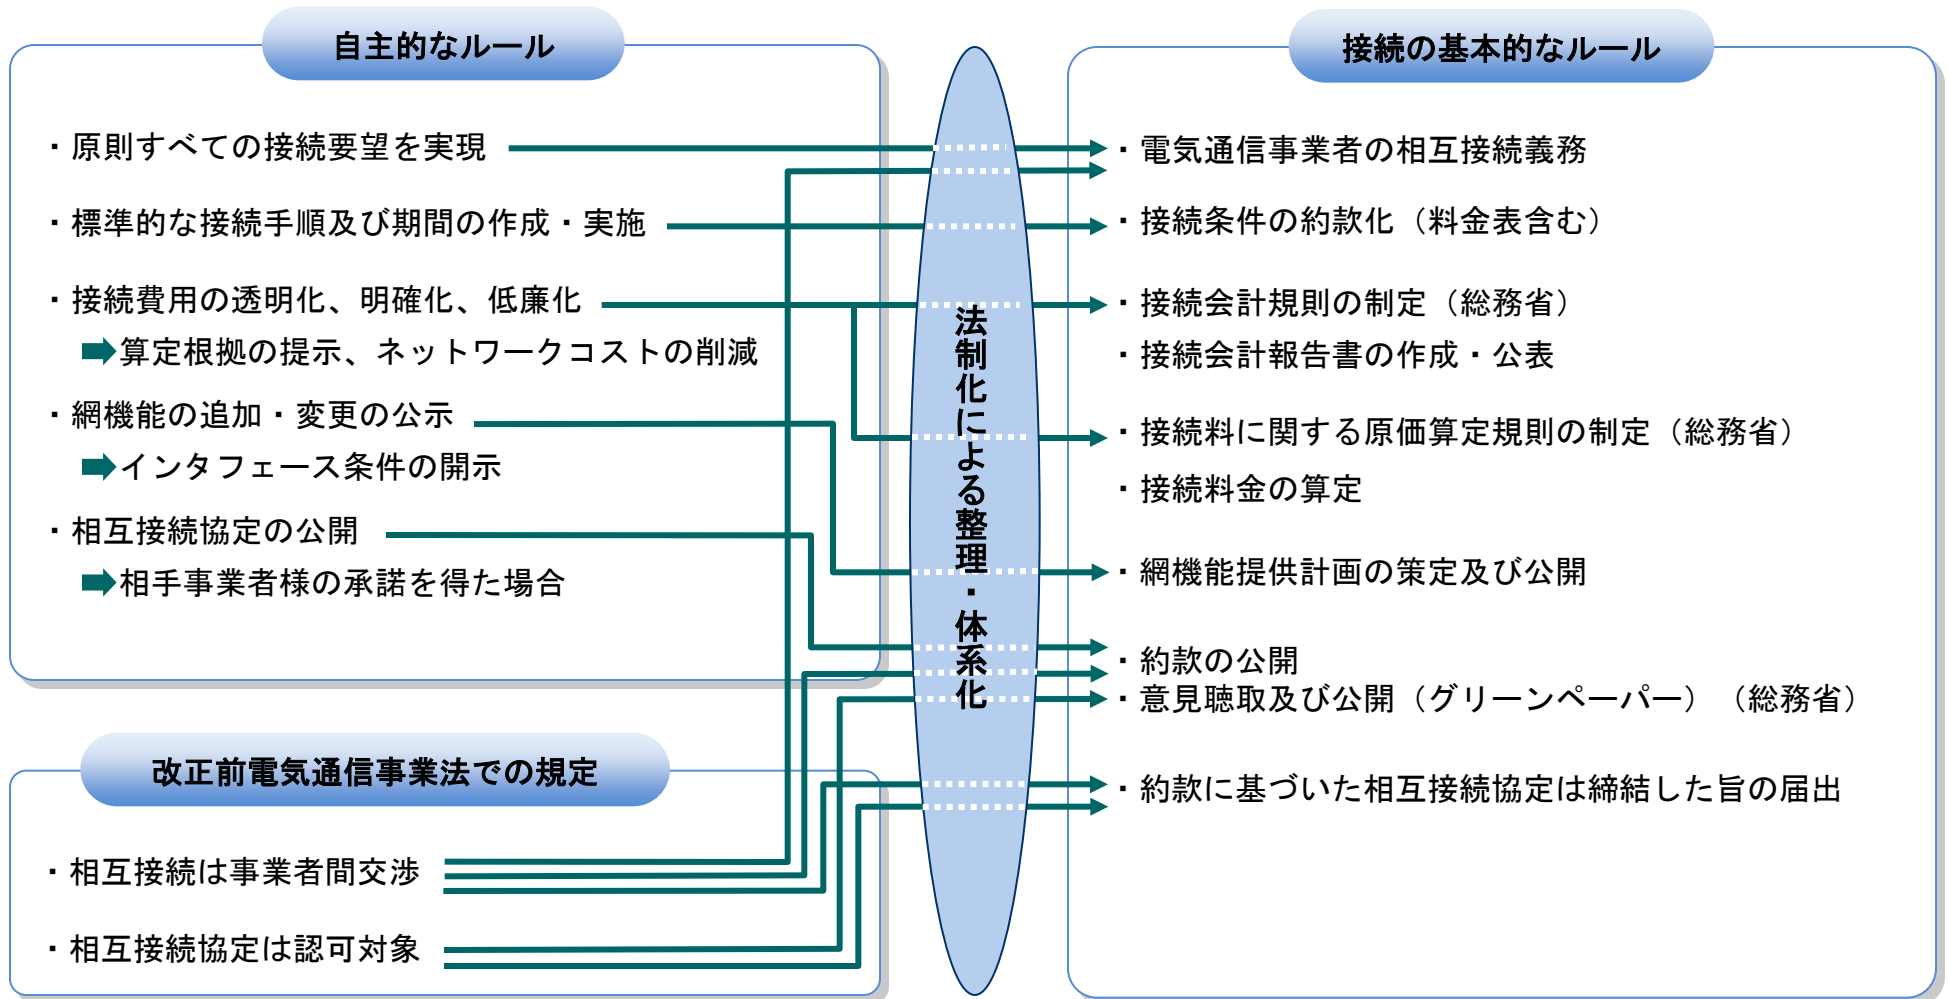 自主的なルール
・原則すべての接続要望を実現
・標準的な接続手順及び期間の作成・実施
・接続費用の透明化、明確化、低廉化
算定根拠の提示、ネットワークコストの削減
・網機能の追加・変更の公示
インタフェース条件の開示
・相互接続協定の公開
相手事業者様の承諾を得た場合
改正前電気通信事業法での規定
・相互接続は事業者間交渉
・相互接続協定は認可対象
法制化による整理・体系化
接続の基本的なルール
・電気通信事業者の相互接続義務
・接続条件の約款化（料金表含む）
・接続会計規則の制定（総務省）
・接続会計報告書の作成・公表
・接続料に関する原価算定規則の制定（総務省）
・接続料金の算定
・網機能提供計画の策定及び公開
・約款の公開
・意見聴取及び公開（グリーンペーパー）（総務省）
・約款に基づいた相互接続協定は締結した旨の届出